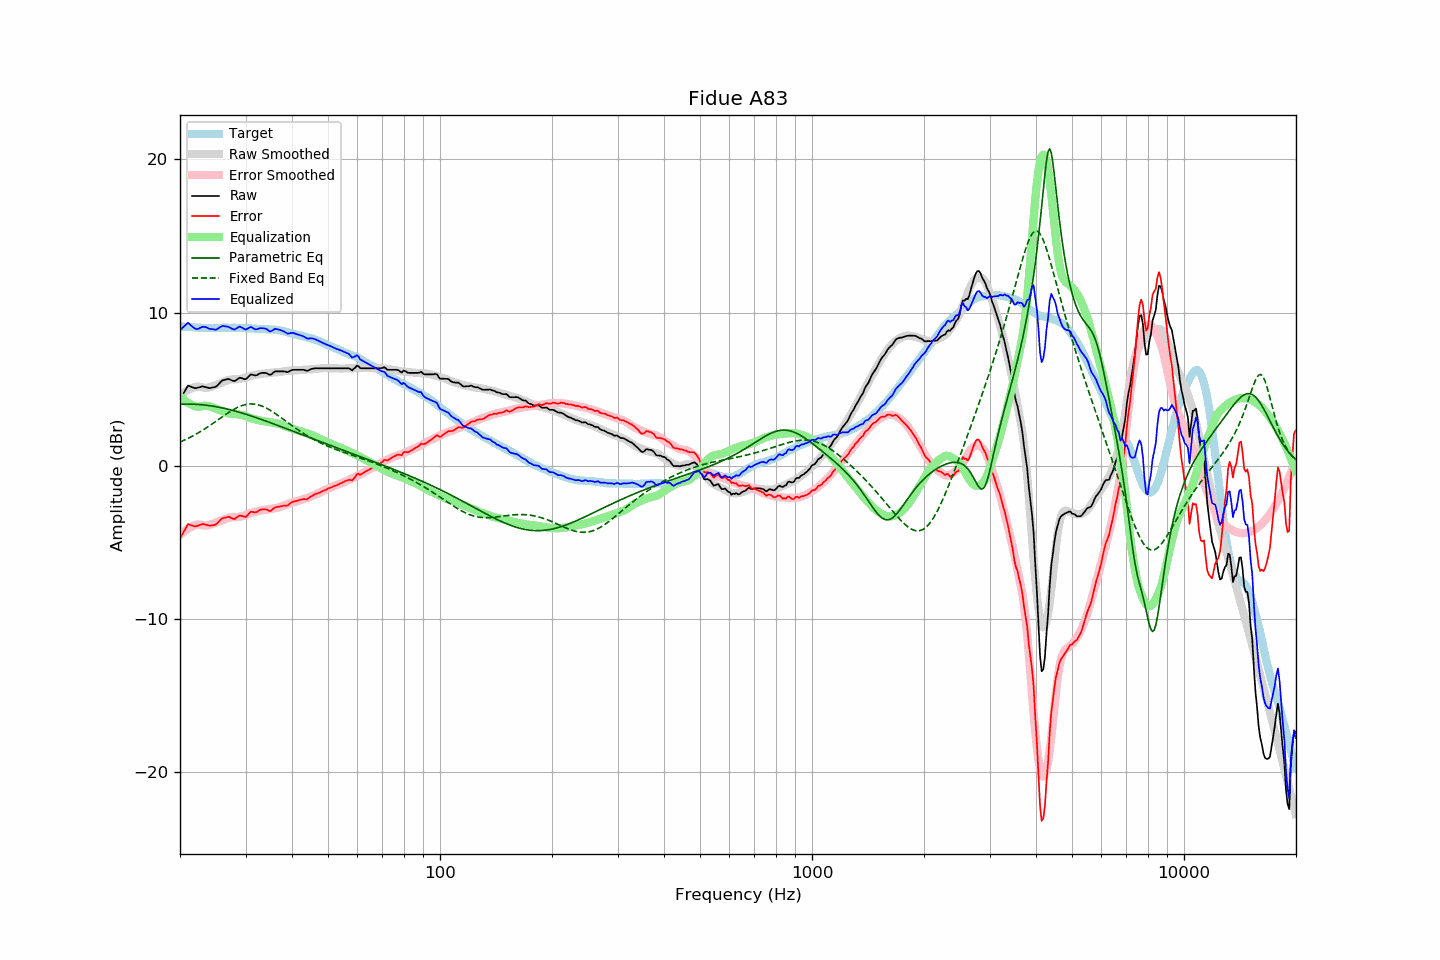 Fidue A83
Target
Raw Smoothed
Error Smoothed
Raw
Error
Equalization
Parametric Eq
Fixed Band Eq
Equalized
20
10
0
−10
−20
Amplitude (dBr)
100
1000
10000
Frequency (Hz)